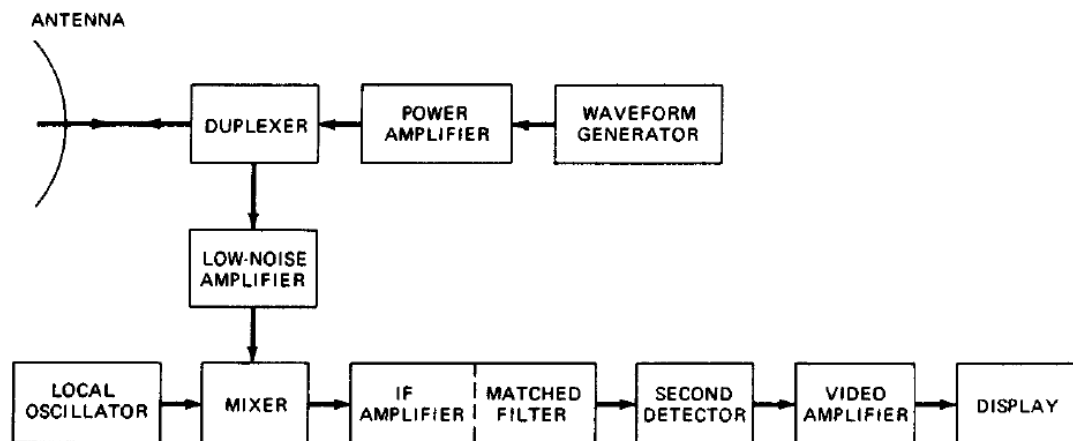 ANTENNA
DUPLEXER
POWER
AMPLIFIER
WAVEFORM
GENERATOR
LOW-NOISE
AMPLIFIER
LOCAL
OSCILLATOR
MIXER
IF
AMPLIFIER
MATCHED
FILTER
SECOND
DETECTOR
VIDEO
AMPLIFIER
DISPLAY